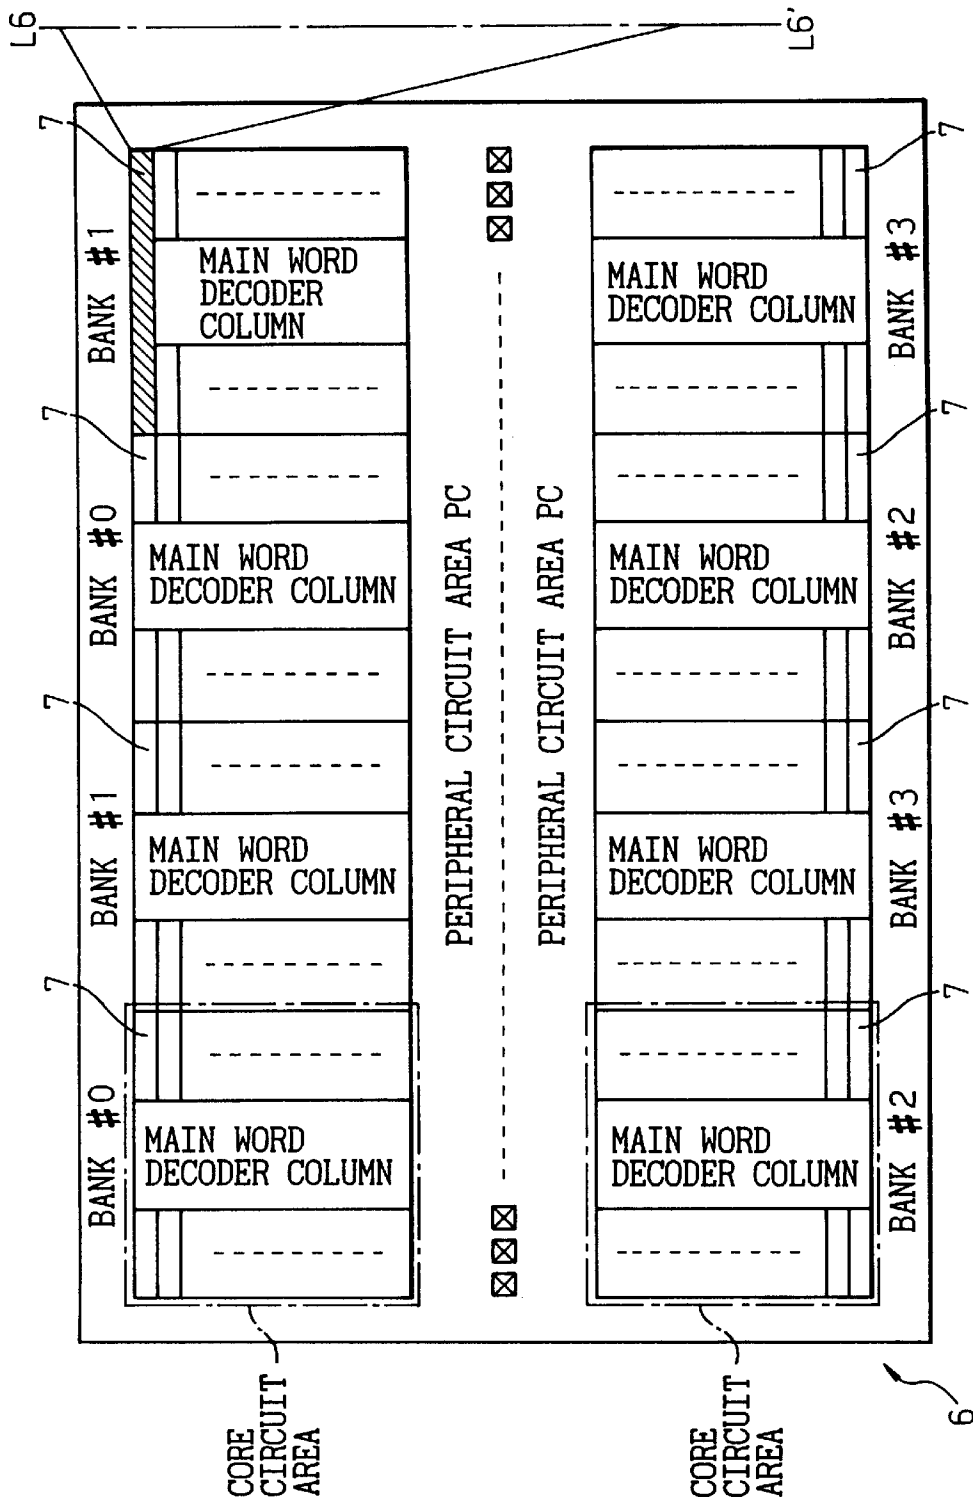 L6
L6'
7
7
7
7
BANK #0
BANK #1
BANK #0
BANK #1
MAIN WORD
DECODER COLUMN
MAIN WORD
DECODER COLUMN
MAIN WORD
DECODER COLUMN
MAIN WORD
DECODER
COLUMN
PERIPHERAL CIRCUIT AREA PC
PERIPHERAL CIRCUIT AREA PC
MAIN WORD
DECODER COLUMN
MAIN WORD
DECODER COLUMN
MAIN WORD
DECODER COLUMN
MAIN WORD
DECODER COLUMN
BANK #2
BANK #3
BANK #2
BANK #3
7
7
7
7
CORE
CIRCUIT
AREA
CORE
CIRCUIT
AREA
6